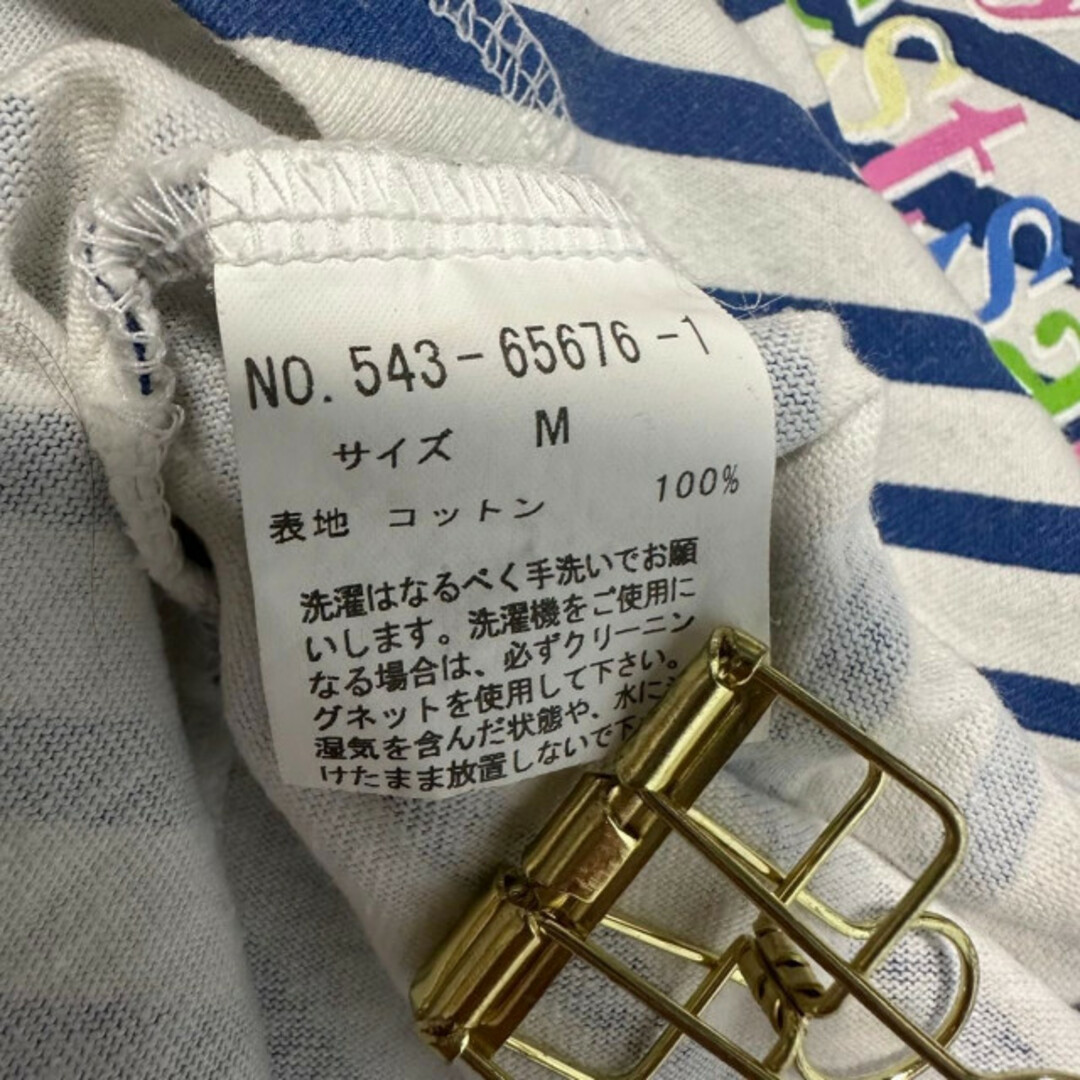 NO. 543-65676-1
サイズ M
表地 コットン 100%
洗濯はなるべく手洗いでお願
いします。洗濯機をご使用に
なる場合は、必ずクリーニン
グネットを使用して下さい。
湿気を含んだ状態や、水に
けたまま放置しないで下
st
s